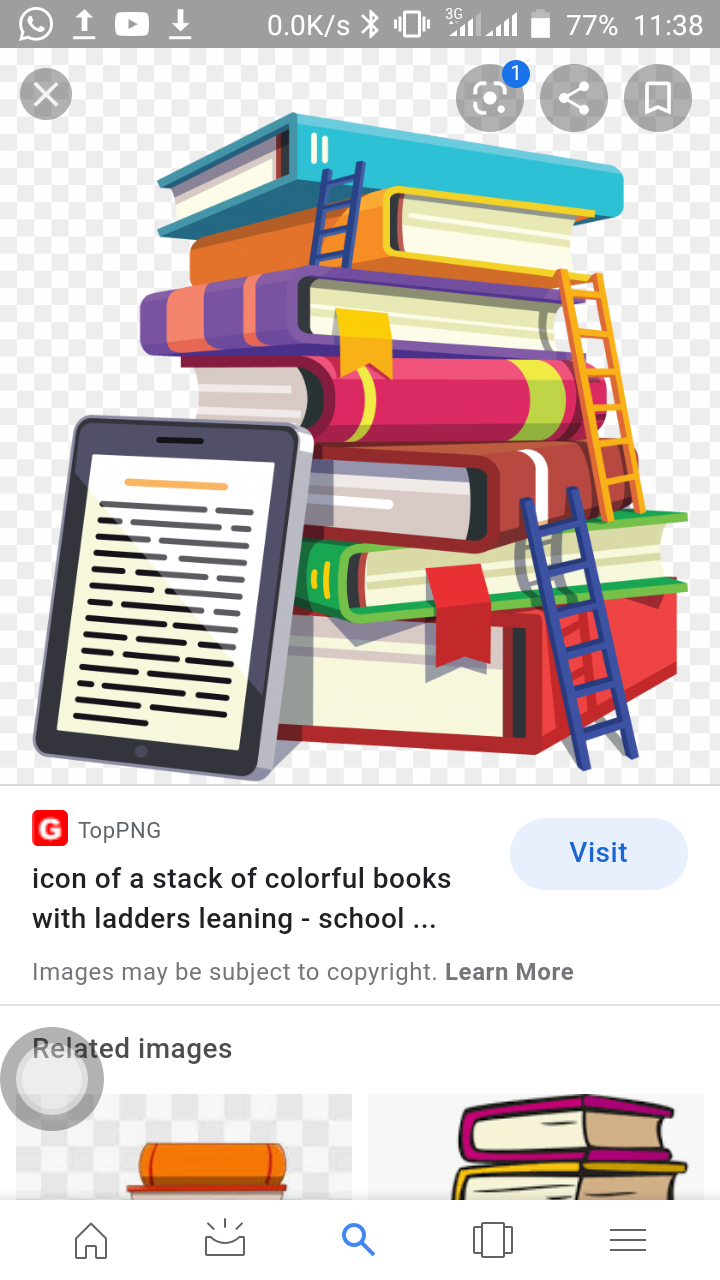 0.0K/s 3G 77% 11:38
1
G TopPNG
Visit
icon of a stack of colorful books
with ladders leaning - school ...
Images may be subject to copyright. Learn More
Related images